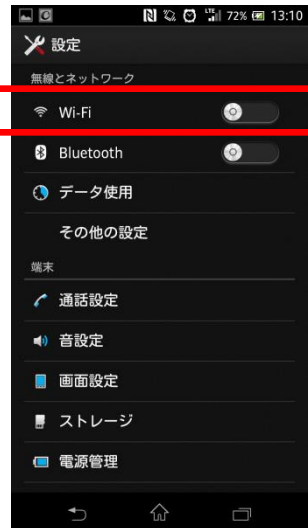 LTE 72% 13:10
設定
無線とネットワーク
Wi-Fi
Bluetooth
データ使用
その他の設定
端末
通話設定
音設定
画面設定
ストレージ
電源管理